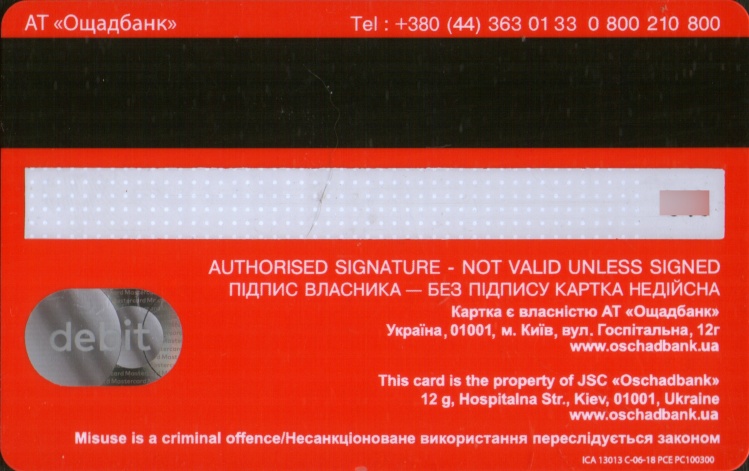 АТ «Ощадбанк» Tel : +380 (44) 363 01 33 0 800 210 800
AUTHORISED SIGNATURE - NOT VALID UNLESS SIGNED
ПІДПИС ВЛАСНИКА — БЕЗ ПІДПИСУ КАРТКА НЕДІЙСНА
Картка є власністю АТ «Ощадбанк»
Україна, 01001, м. Київ, вул. Госпітальна, 12г
www.oschadbank.ua
debit
This card is the property of JSC «Oschadbank»
12 g, Hospitalna Str., Kiev, 01001, Ukraine
www.oschadbank.ua
Misuse is a criminal offence/Несанкціоноване використання переслідується законом
ICA 13013 C-06-18 PCE PC100300